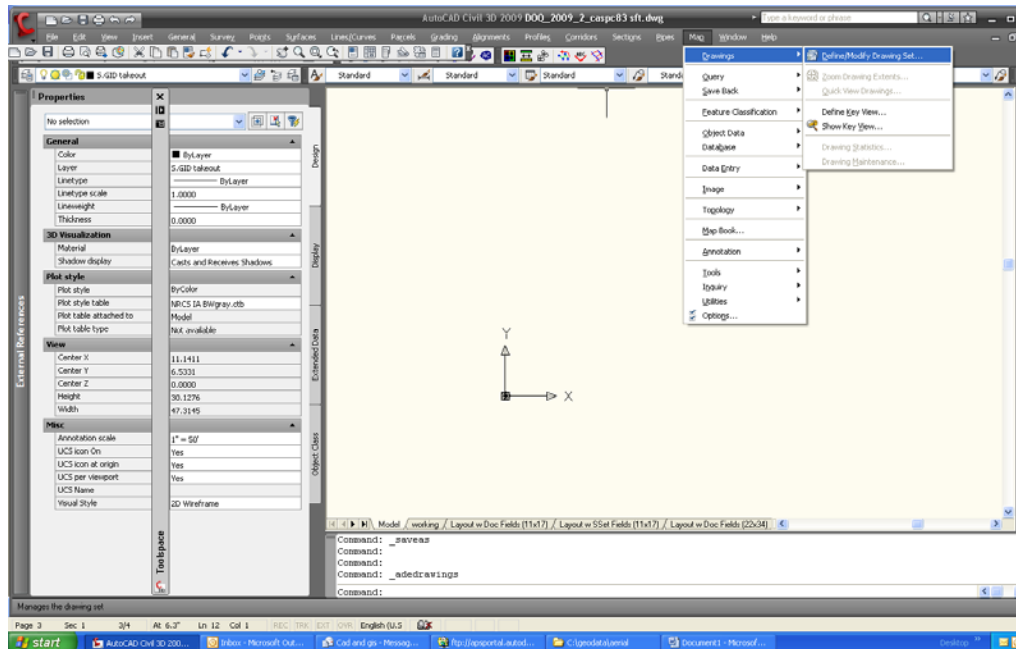 AutoCAD Civil 3D 2009 DOQ_2009_2_caspc83 sft.dwg
Type a keyword or phrase
File Edit View Insert General Survey Points Surfaces Lines/Curves Parcels Grading Alignments Profiles Corridors Sections Pipes Map Window Help
S.GID takeout Standard Standard Standard Standi
Drawings
Query
Save Back
Feature Classification
Object Data
Database
Data Entry
Image
Topology
Map Book...
Annotation
Tools
Inquiry
Utilities
Options...
Define/Modify Drawing Set...
Zoom Drawing Extents...
Quick View Drawings...
Define Key View...
Show Key View...
Drawing Statistics...
Drawing Maintenance...
Properties
No selection
General
Color ByLayer
Layer S.GID takeout
Linetype ByLayer
Linetype scale 1.0000
Lineweight ByLayer
Thickness 0.0000
3D Visualization
Material ByLayer
Shadow display Casts and Receives Shadows
Plot style
Plot style ByColor
Plot style table NRCS IA BWgray.ctb
Plot table attached to Model
Plot table type Not available
View
Center X 11.1411
Center Y 6.5331
Center Z 0.0000
Height 30.1276
Width 47.3145
Misc
Annotation scale 1" = 50'
UCS icon On Yes
UCS icon at origin Yes
UCS per viewport Yes
UCS Name
Visual Style 2D Wireframe
External References
Toolspace
Design
Display
Extended Data
Object Class
Y
X
Model working Layout w Doc Fields (11x17) Layout w SSet Fields (11x17) Layout w Doc Fields (22x34)
Command: _saveas
Command:
Command:
Command: _adedrawings
Command:
Manages the drawing set
Page 3 Sec 1 3/4 At 6.3" Ln 12 Col 1 REC TRK EXT OVR English (U.S
start AutoCAD Civil 3D 200... Inbox - Microsoft Out... Cad and gis - Messag... ftp://apsportal.autod... C:\geodata\aerial Document1 - Microsof... Desktop